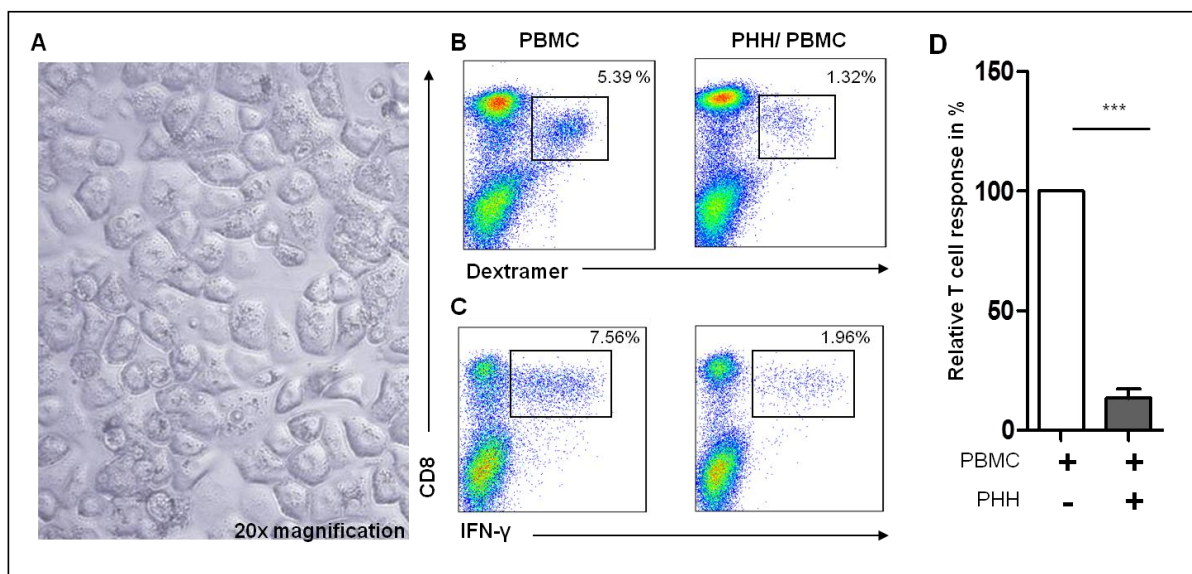 A
20x magnification
B
PBMC
PHH/ PBMC
5.39 %
1.32%
Dextramer
C
7.56%
1.96%
CD8
IFN-γ
D
Relative T cell response in %
150
100
50
0
***
PBMC + +
PHH - +